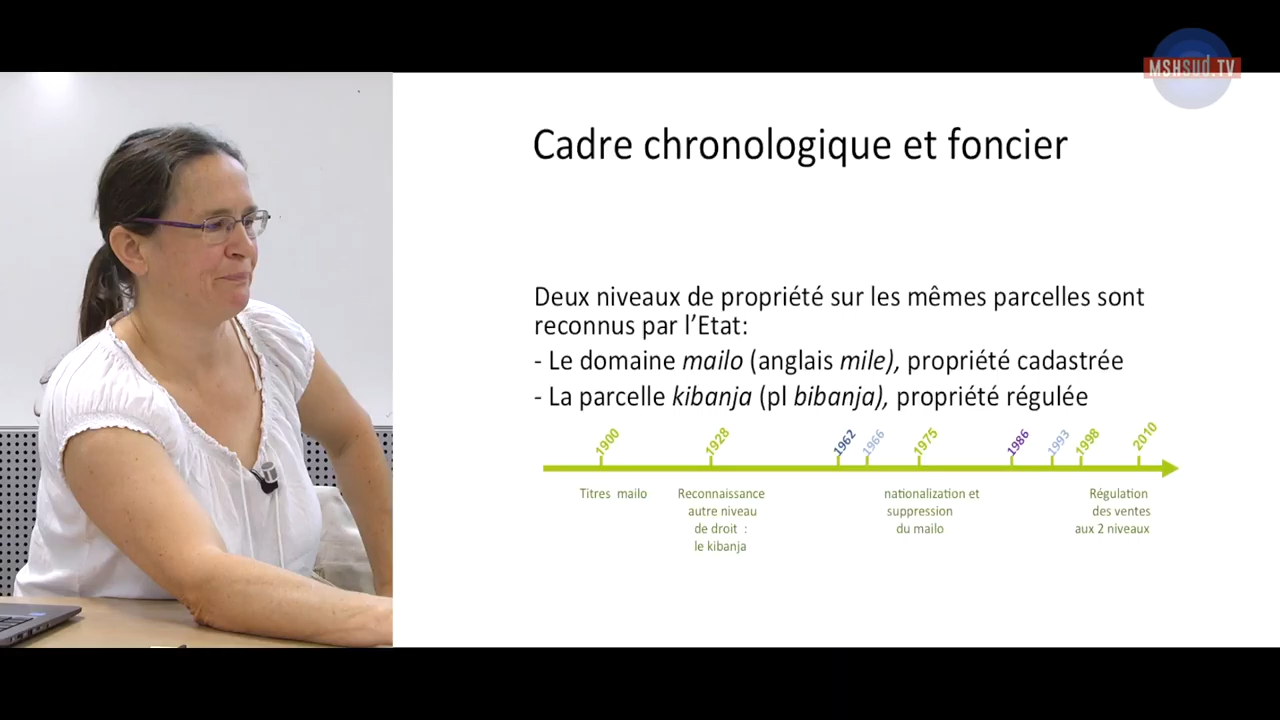 MSHSUD.TV
Cadre chronologique et foncier
Deux niveaux de propriété sur les mêmes parcelles sont
reconnus par l’Etat:
- Le domaine mailo (anglais mile), propriété cadastrée
- La parcelle kibanja (pl bibanja), propriété régulée
1900
1928
1962
1966
1975
1986
1993
1998
2010
Titres mailo
Reconnaissance
autre niveau
de droit :
le kibanja
nationalization et
suppression
du mailo
Régulation
des ventes
aux 2 niveaux